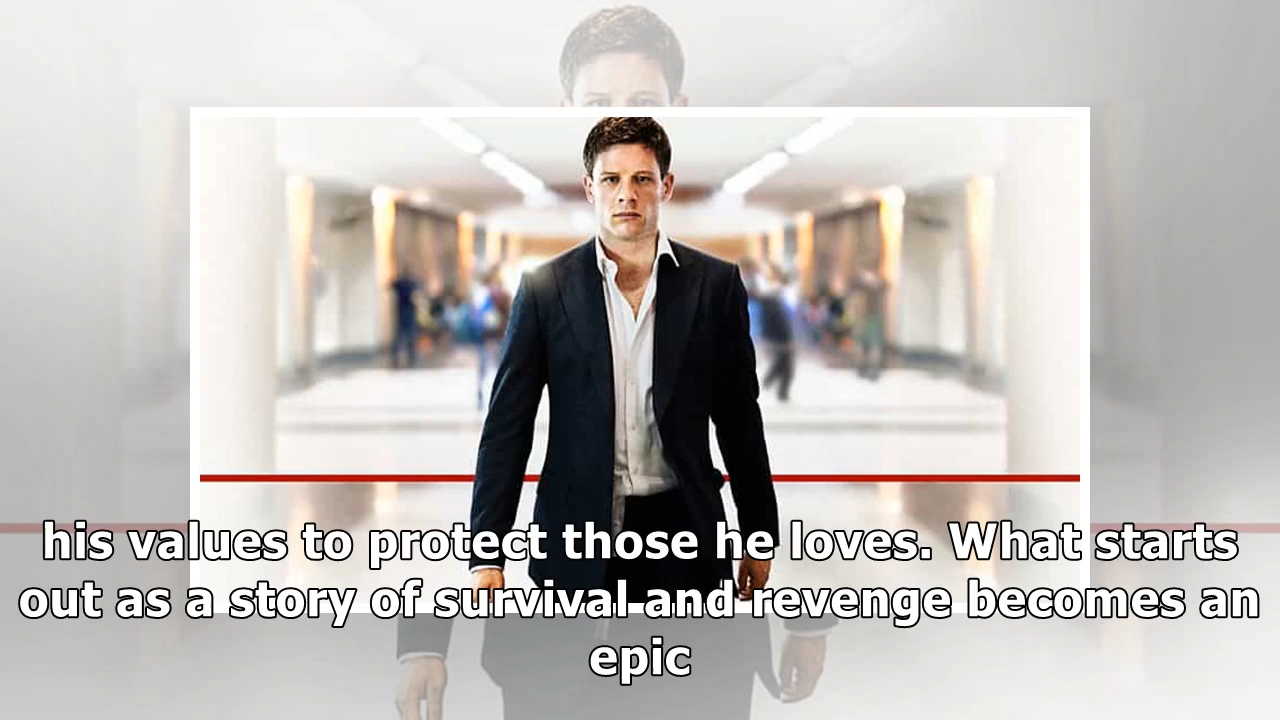 his values to protect those he loves. What starts
out as a story of survival and revenge becomes an
epic